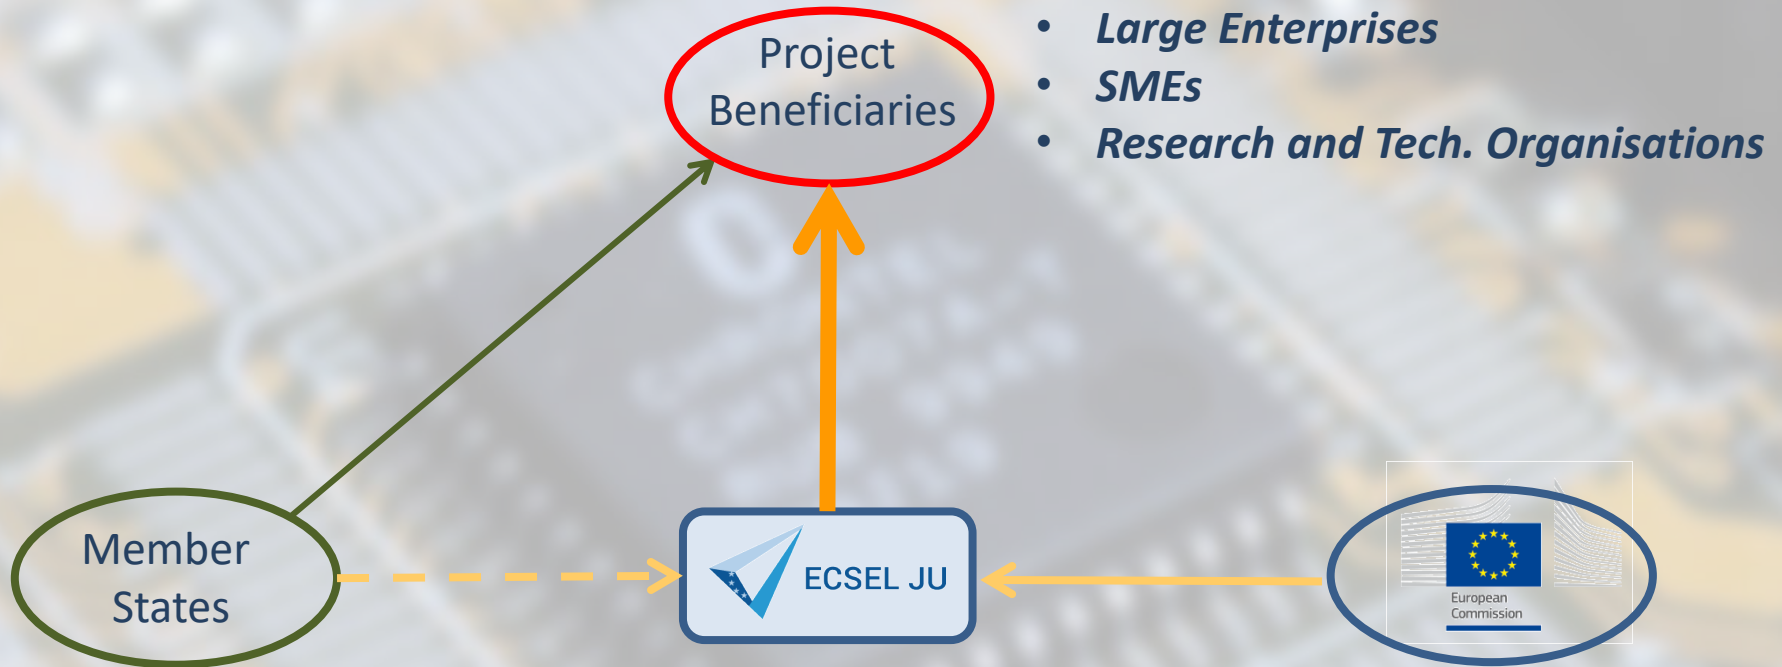 Project
Beneficiaries
• Large Enterprises
• SMEs
• Research and Tech. Organisations
Member
States
ECSEL JU
European
Commission